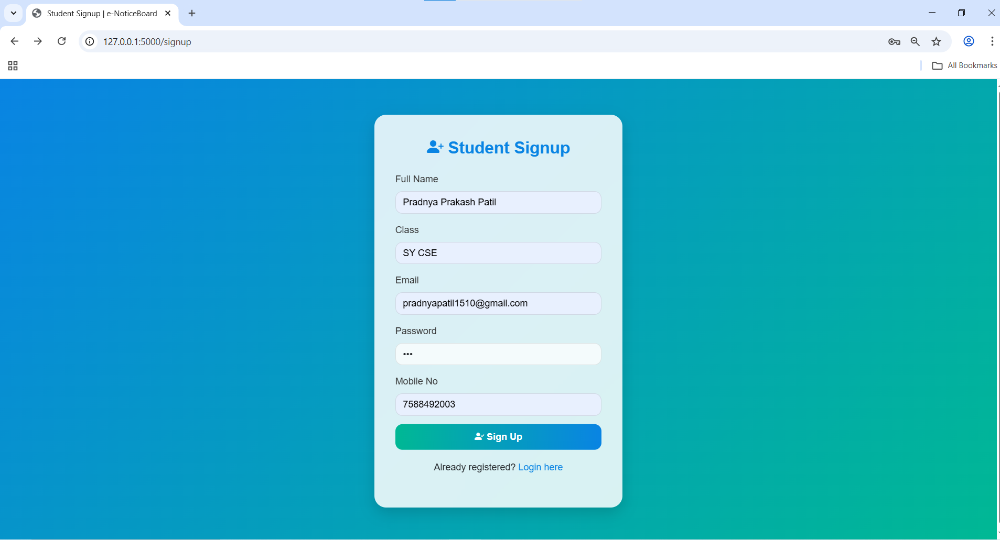 Student Signup | e-NoticeBoard
127.0.0.1:5000/signup
All Bookmarks
Student Signup
Full Name
Pradnya Prakash Patil
Class
SY CSE
Email
pradnyapatil1510@gmail.com
Password
•••
Mobile No
7588492003
Sign Up
Already registered? Login here